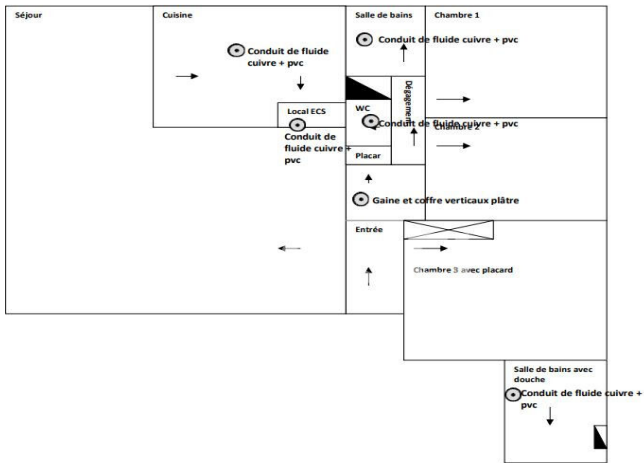 Séjour
Cuisine
Salle de bains
Chambre 1
Conduit de fluide
cuivre + pvc
Conduit de fluide cuivre + pvc
Dégagement
Local ECS
WC
Conduit de fluide cuivre + pvc
Chambre 2
Conduit de
fluide cuivre +
pvc
Placar
Gaine et coffre verticaux plâtre
Entrée
Chambre 3 avec placard
Salle de bains avec
douche
Conduit de fluide cuivre +
pvc